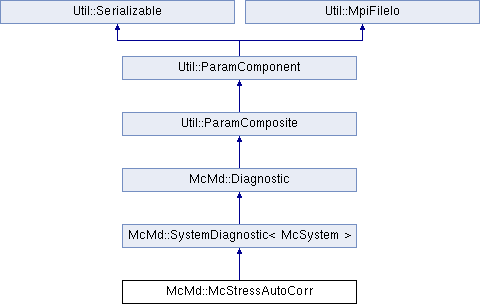 Util::Serializable
Util::MpiFileIo
Util::ParamComponent
Util::ParamComposite
McMd::Diagnostic
McMd::SystemDiagnostic< McSystem >
McMd::McStressAutoCorr